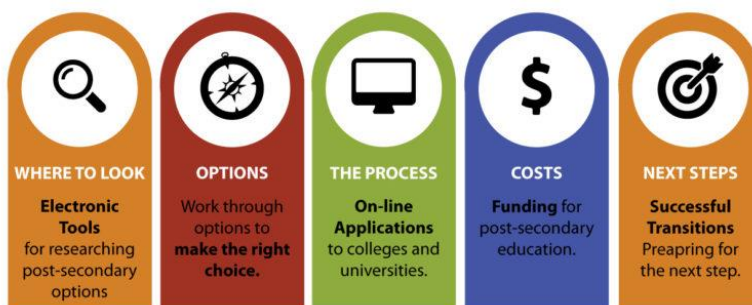 WHERE TO LOOK
Electronic
Tools
for researching
post-secondary
options
OPTIONS
Work through
options to
make the right
choice.
THE PROCESS
On-line
Applications
to colleges and
universities.
COSTS
$
Funding for
post-secondary
education.
NEXT STEPS
Successful
Transitions
Preapring for
the next step.